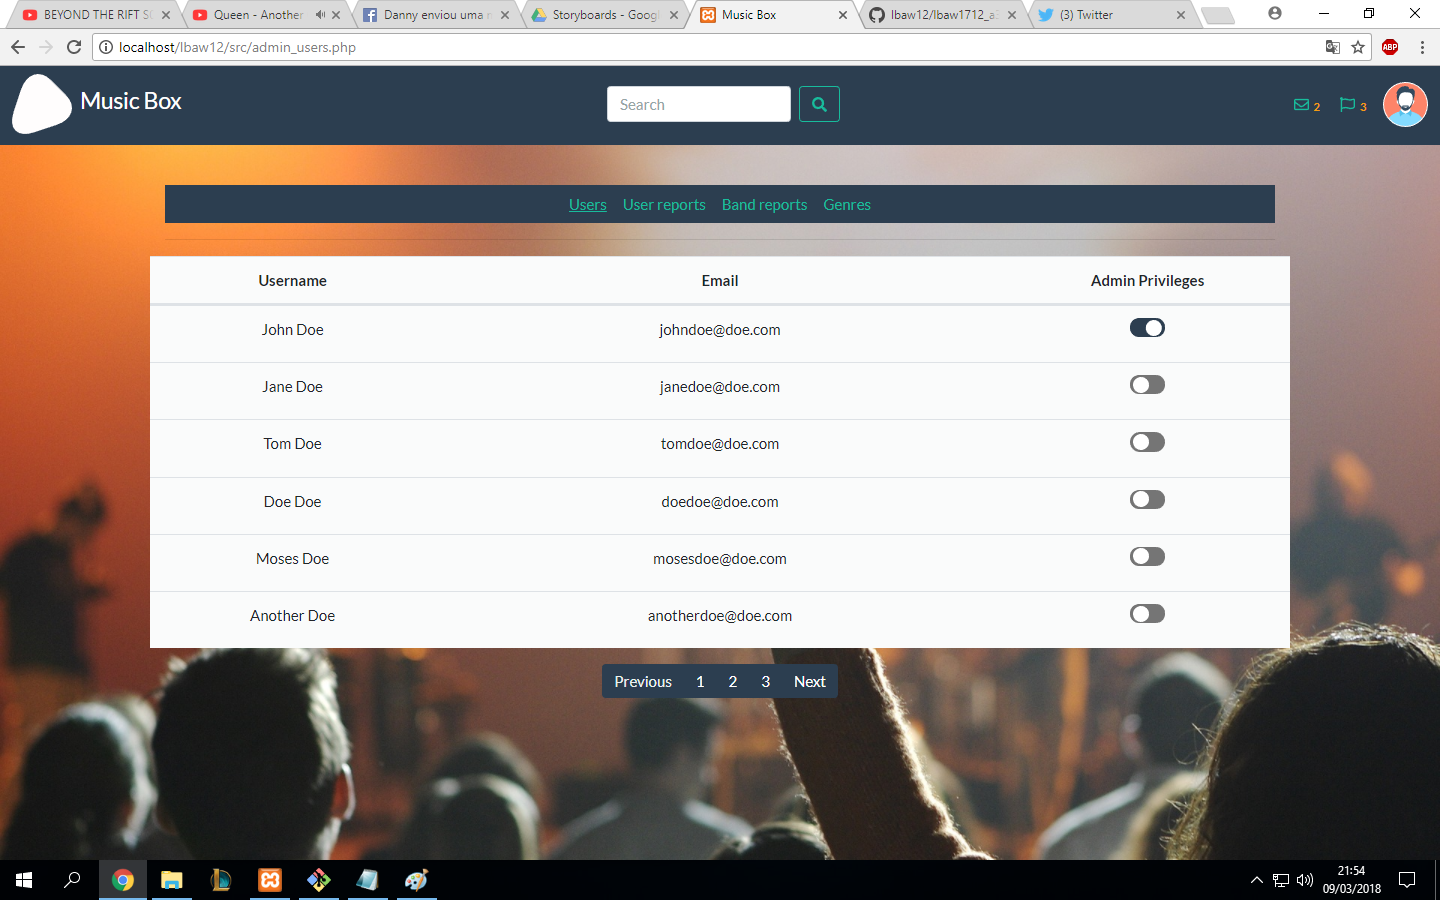 BEYOND THE RIFT SO
Queen - Another
Danny enviou uma m
Storyboards - Googl
Music Box
lbaw12/lbaw1712_a3
(3) Twitter
localhost/lbaw12/src/admin_users.php
ABP
Music Box
Search
2
3
Users User reports Band reports Genres
Username Email Admin Privileges
John Doe johndoe@doe.com
Jane Doe janedoe@doe.com
Tom Doe tomdoe@doe.com
Doe Doe doedoe@doe.com
Moses Doe mosesdoe@doe.com
Another Doe anotherdoe@doe.com
Previous 1 2 3 Next
21:54
09/03/2018